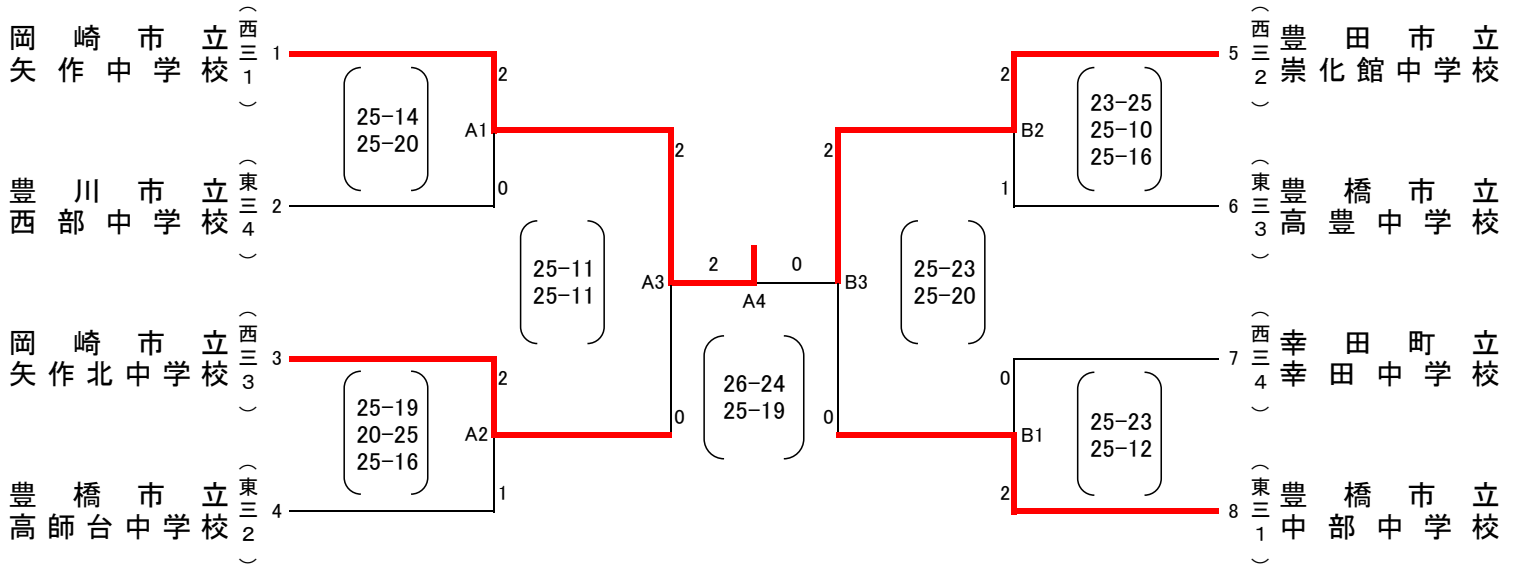 岡崎市立
矢作中学校
（西三1）
1
豊川市立
西部中学校
（東三4）
2
岡崎市立
矢作北中学校
（西三3）
3
豊橋市立
高師台中学校
（東三2）
4
2
25-14
25-20
A1
0
2
25-19
20-25
25-16
A2
1
2
25-11
25-11
A3
0
2
0
A4
26-24
25-19
2
B3
25-23
25-20
0
2
B2
23-25
25-10
25-16
1
0
B1
25-23
25-12
2
5
（西三2）
豊田市立
崇化館中学校
6
（東三3）
豊橋市立
高豊中学校
7
（西三4）
幸田町立
幸田中学校
8
（東三1）
豊橋市立
中部中学校